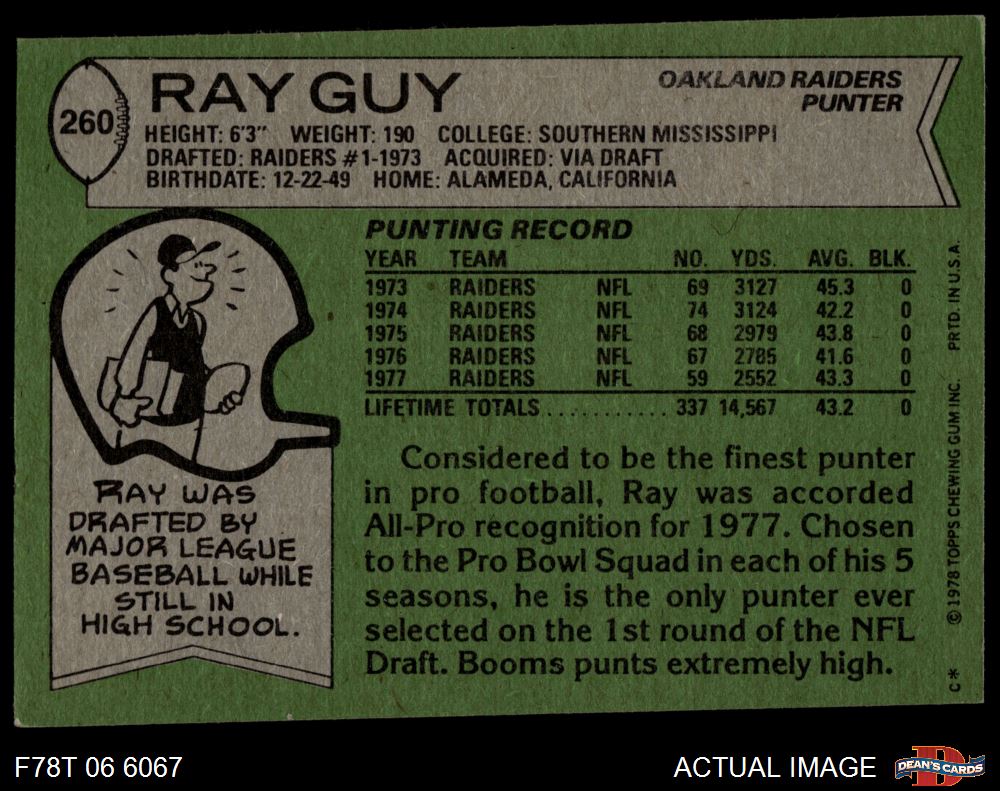 260
RAY GUY
OAKLAND RAIDERS
PUNTER
HEIGHT: 6'3" WEIGHT: 190 COLLEGE: SOUTHERN MISSISSIPPI
DRAFTED: RAIDERS #1-1973 ACQUIRED: VIA DRAFT
BIRTHDATE: 12-22-49 HOME: ALAMEDA, CALIFORNIA
PUNTING RECORD
YEAR TEAM NO. YDS. AVG. BLK.
1973 RAIDERS NFL 69 3127 45.3 0
1974 RAIDERS NFL 74 3124 42.2 0
1975 RAIDERS NFL 68 2979 43.8 0
1976 RAIDERS NFL 67 2785 41.6 0
1977 RAIDERS NFL 59 2552 43.3 0
LIFETIME TOTALS........... 337 14,567 43.2 0
RAY WAS
DRAFTED BY
MAJOR LEAGUE
BASEBALL WHILE
STILL IN
HIGH SCHOOL.
Considered to be the finest punter
in pro football, Ray was accorded
All-Pro recognition for 1977. Chosen
to the Pro Bowl Squad in each of his 5
seasons, he is the only punter ever
selected on the 1st round of the NFL
Draft. Booms punts extremely high.
C* © 1978 TOPPS CHEWING GUM INC. PRTD. IN U.S.A.
F78T 06 6067
ACTUAL IMAGE
D
DEAN'S CARDS